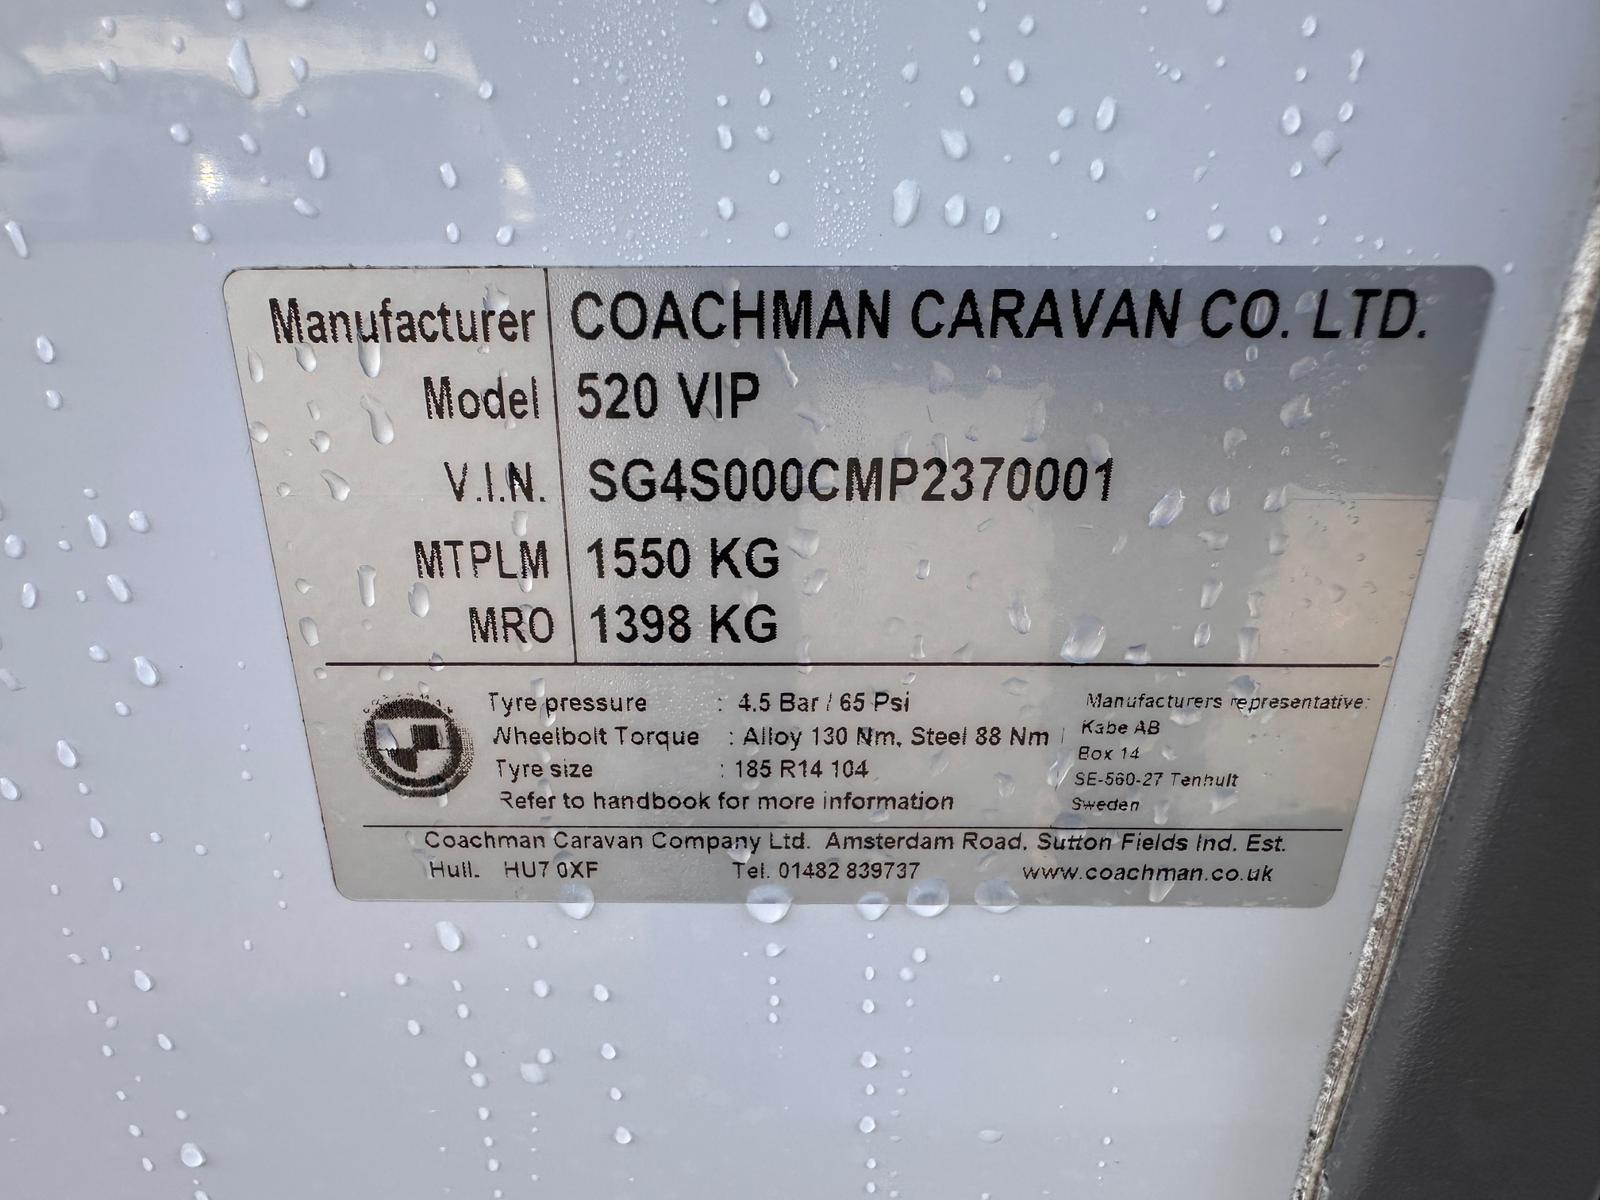 Manufacturer COACHMAN CARAVAN CO. LTD.
Model 520 VIP
V.I.N. SG4S000CMP2370001
MTPLM 1550 KG
MRO 1398 KG
Tyre pressure : 4.5 Bar / 65 Psi
Wheelbolt Torque : Alloy 130 Nm, Steel 88 Nm
Tyre size : 185 R14 104
Refer to handbook for more information
Manufacturers representative:
Kabe AB
Box 14
SE-560-27 Tenhult
Sweden
Coachman Caravan Company Ltd. Amsterdam Road, Sutton Fields Ind. Est.
Hull. HU7 0XF Tel. 01482 839737 www.coachman.co.uk